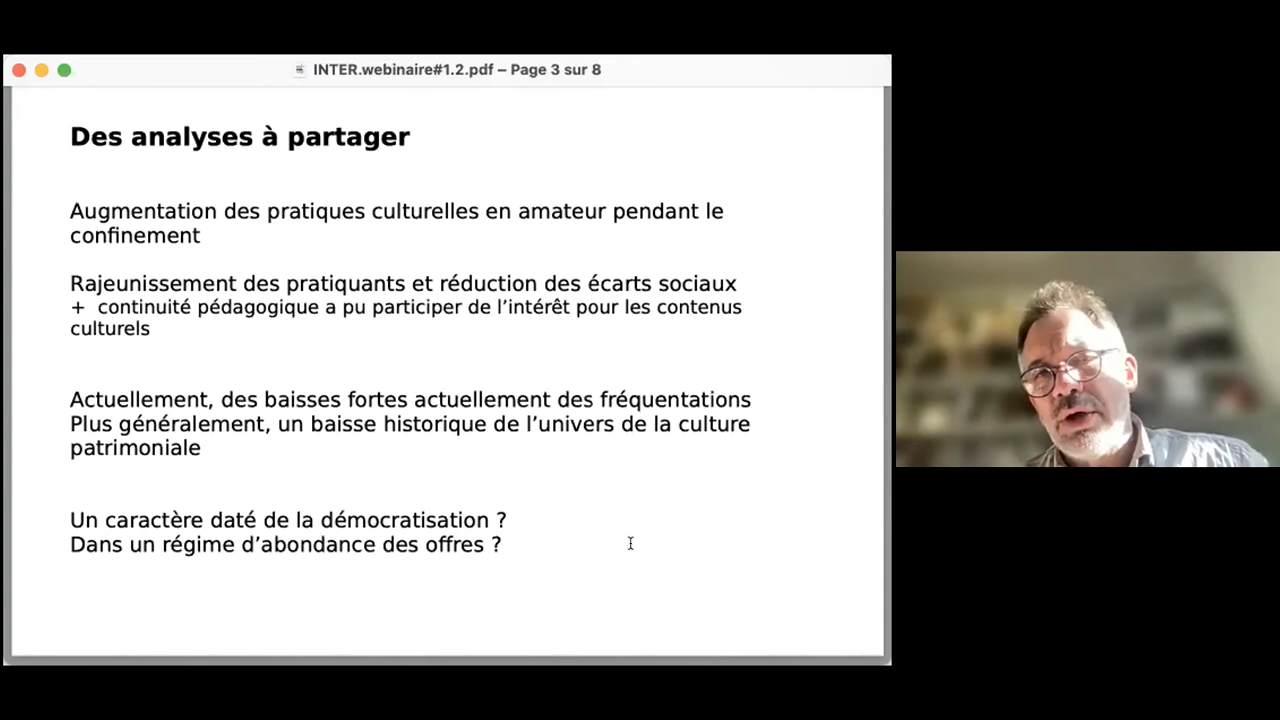 INTER.webinaire#1.2.pdf – Page 3 sur 8
Des analyses à partager
Augmentation des pratiques culturelles en amateur pendant le
confinement
Rajeunissement des pratiquants et réduction des écarts sociaux
+ continuité pédagogique a pu participer de l’intérêt pour les contenus
culturels
Actuellement, des baisses fortes actuellement des fréquentations
Plus généralement, un baisse historique de l’univers de la culture
patrimoniale
Un caractère daté de la démocratisation ?
Dans un régime d’abondance des offres ?